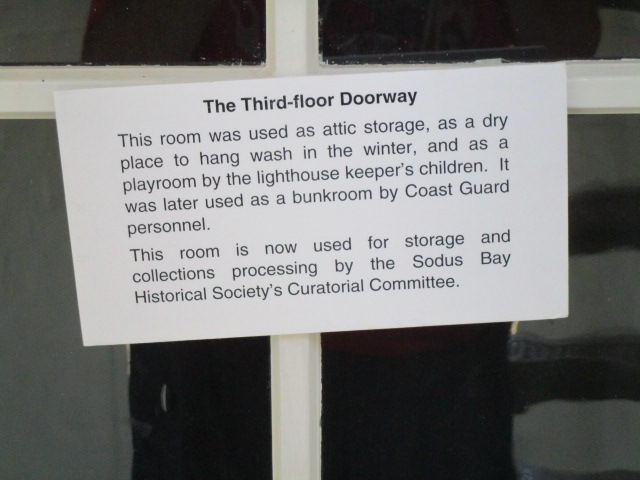 The Third-floor Doorway
This room was used as attic storage, as a dry
place to hang wash in the winter, and as a
playroom by the lighthouse keeper's children. It
was later used as a bunkroom by Coast Guard
personnel.
This room is now used for storage and
collections processing by the Sodus Bay
Historical Society's Curatorial Committee.